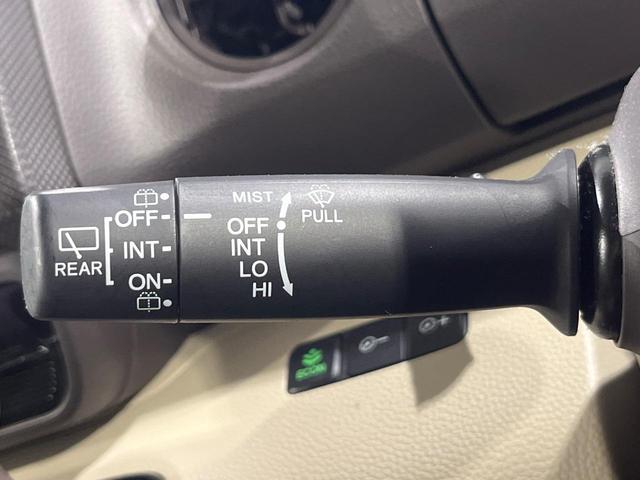 REAR
OFF
INT
ON
MIST
OFF
INT
LO
HI
PULL
ECON